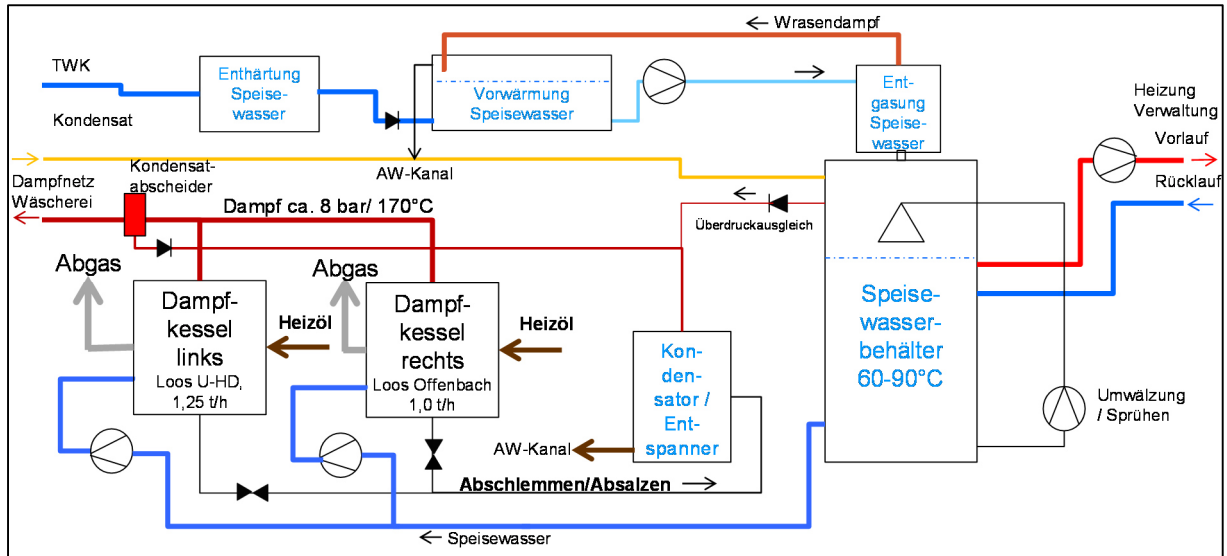 Wrasendampf
TWK
Enthärtung
Speise-
wasser
Vorwärmung
Speisewasser
Ent-
gasung
Speise-
wasser
Heizung
Verwaltung
Vorlauf
Rücklauf
Kondensat
Kondensat-
abscheider
AW-Kanal
Dampfnetz
Wäscherei
Dampf ca. 8 bar/ 170°C
Überdruckausgleich
Abgas
Abgas
Dampf-
kessel
links
Loos U-HD,
1,25 t/h
Heizöl
Dampf-
kessel
rechts
Loos Offenbach
1,0 t/h
Heizöl
Kon-
den-
sator /
Ent-
spanner
Speise-
wasser-
behälter
60-90°C
Umwälzung
/ Sprühen
AW-Kanal
Abschlemmen/Absalzen
Speisewasser